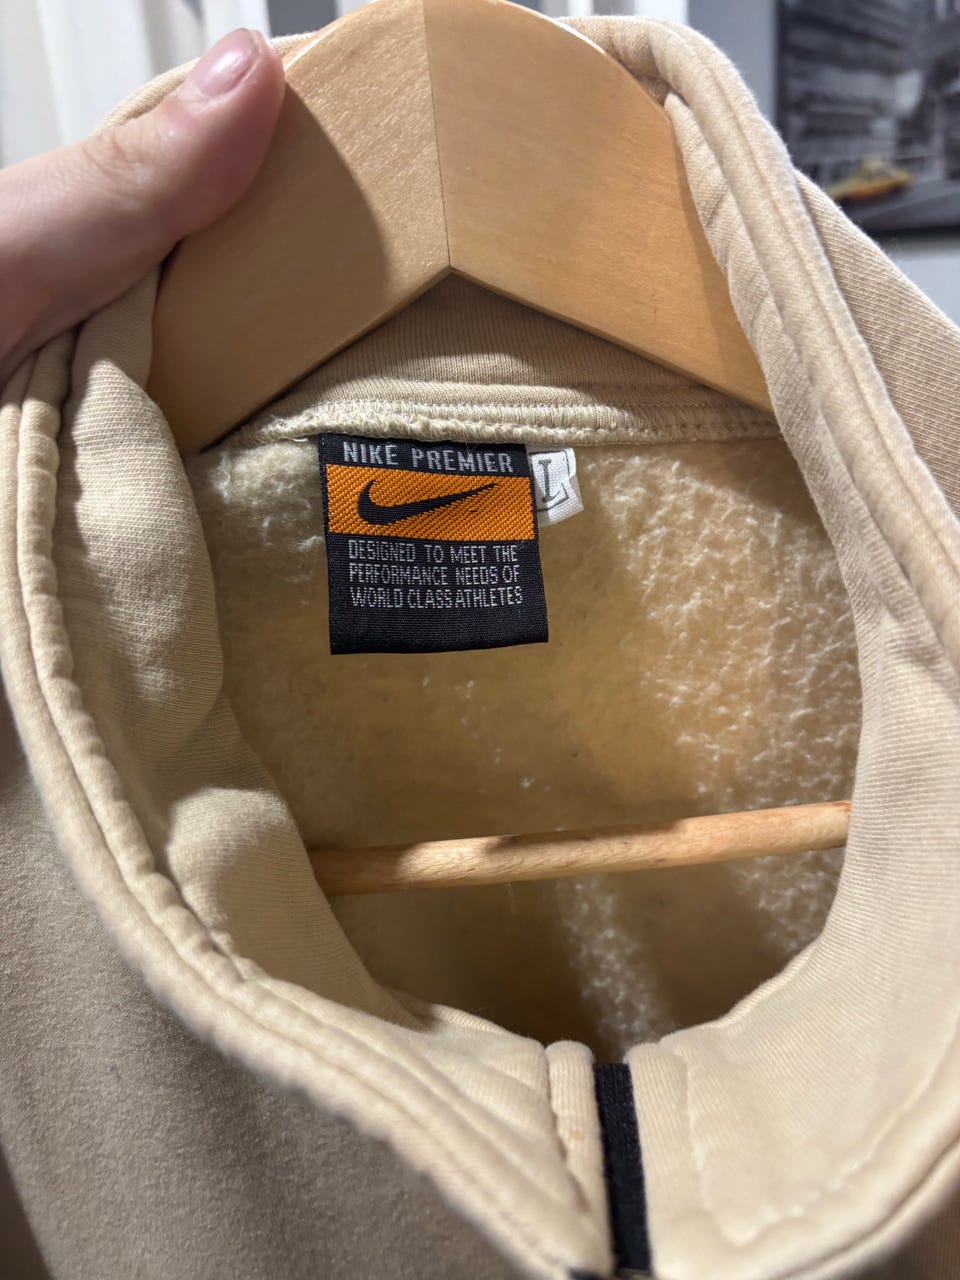 NIKE PREMIER
L
DESIGNED TO MEET THE
PERFORMANCE NEEDS OF
WORLD CLASS ATHLETES